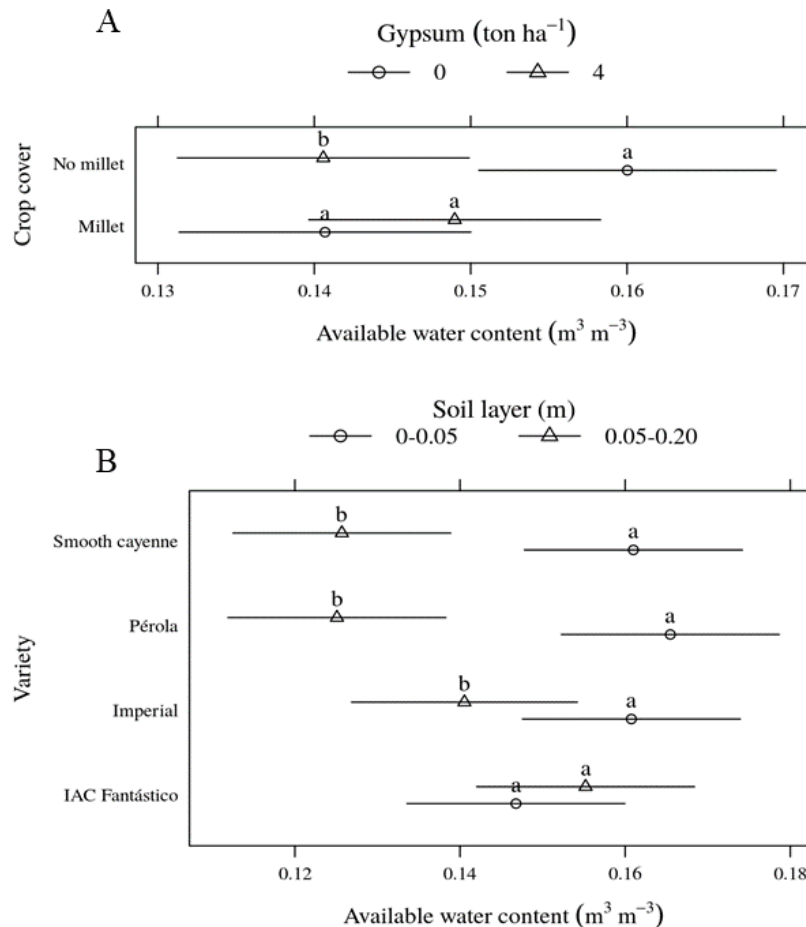 A
Gypsum (ton ha⁻¹)
0 4
Crop cover
No millet
b
a
Millet
a
a
0.13 0.14 0.15 0.16 0.17
Available water content (m³ m⁻³)
Soil layer (m)
0-0.05 0.05-0.20
B
Variety
Smooth cayenne
b
a
Pérola
b
a
Imperial
b
a
IAC Fantástico
a
a
0.12 0.14 0.16 0.18
Available water content (m³ m⁻³)